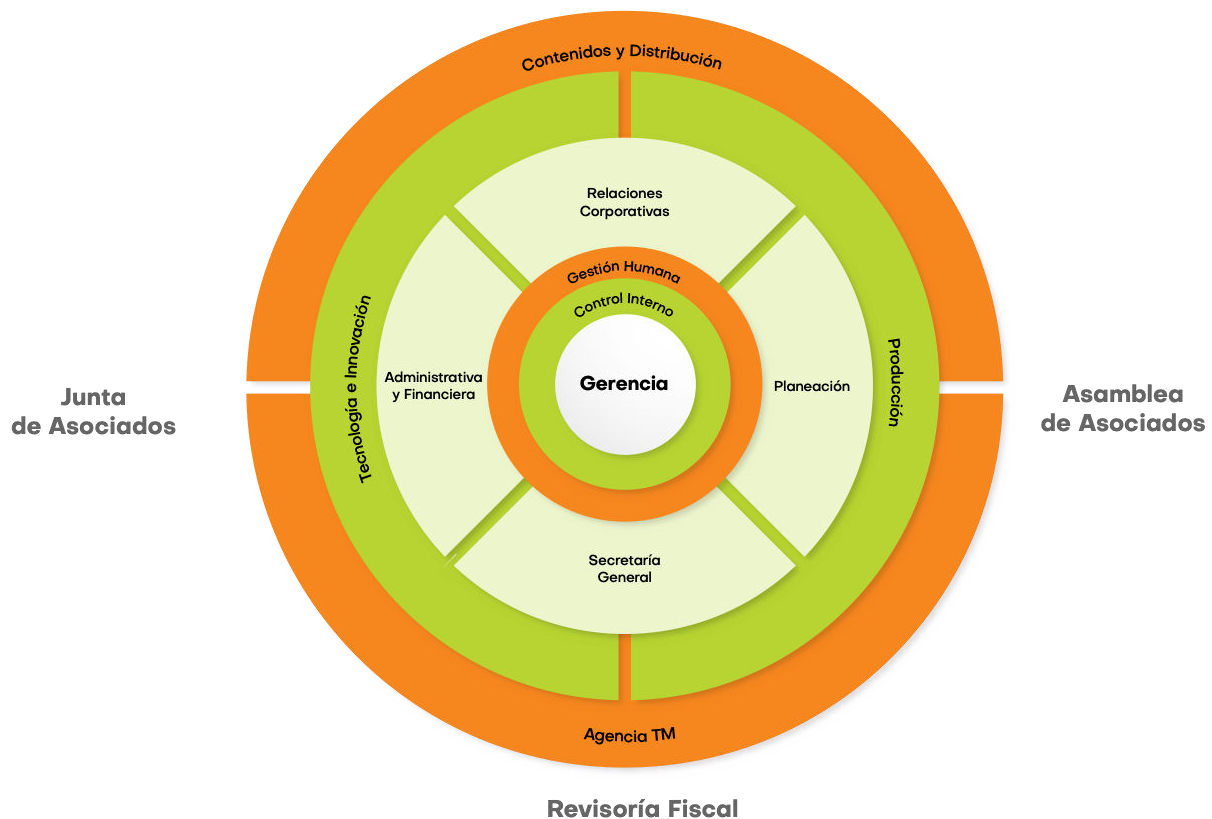 Contenidos y Distribución
Relaciones
Corporativas
Gestión Humana
Control Interno
Tecnología e Innovación
Administrativa
y Financiera
Gerencia
Planeación
Producción
Junta
de Asociados
Asamblea
de Asociados
Secretaría
General
Agencia TM
Revisoría Fiscal